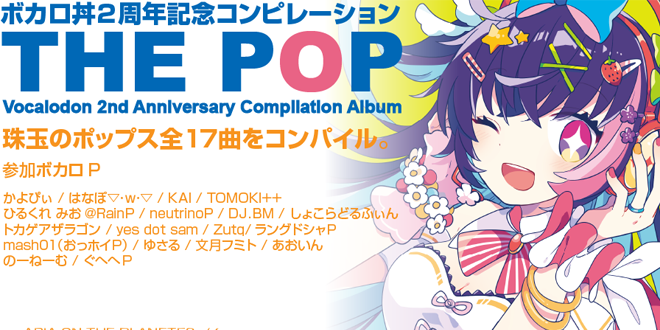 ボカロ丼2周年記念コンピレーション
THE POP
Vocalodon 2nd Anniversary Compilation Album
珠玉のポップス全17曲をコンパイル。
参加ボカロP
かよぴぃ / はなぽ▽･w･▽ / KAI / TOMOKI++
ひるくれ みお @RainP / neutrinoP / DJ.BM / しょこらどるふぃん
トカゲアザラゴン / yes dot sam / Zutq/ ラングドシャP
mash01(おっホイP) / ゆさる / 文月フミト / あおいん
のーねーむ / ぐへへP